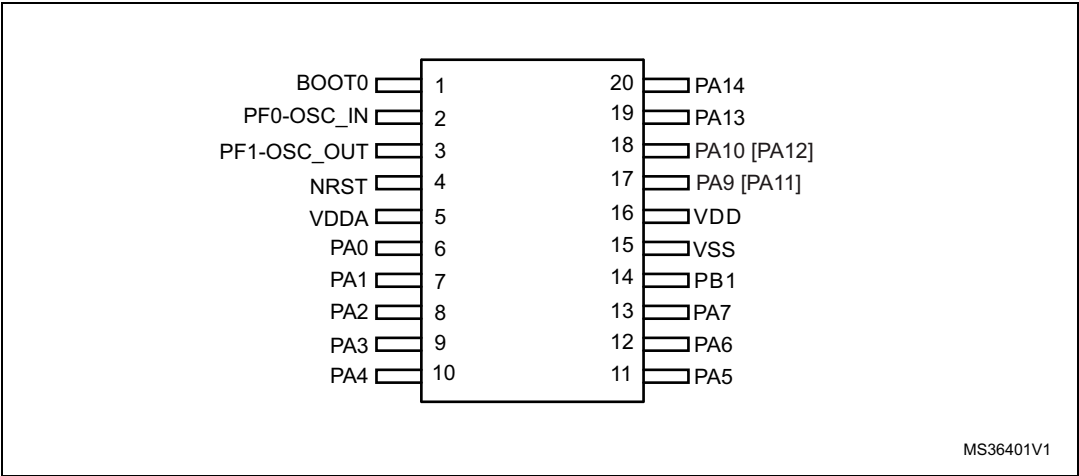 BOOT0 1 20 PA14
PF0-OSC_IN 2 19 PA13
PF1-OSC_OUT 3 18 PA10 [PA12]
NRST 4 17 PA9 [PA11]
VDDA 5 16 VDD
PA0 6 15 VSS
PA1 7 14 PB1
PA2 8 13 PA7
PA3 9 12 PA6
PA4 10 11 PA5
MS36401V1